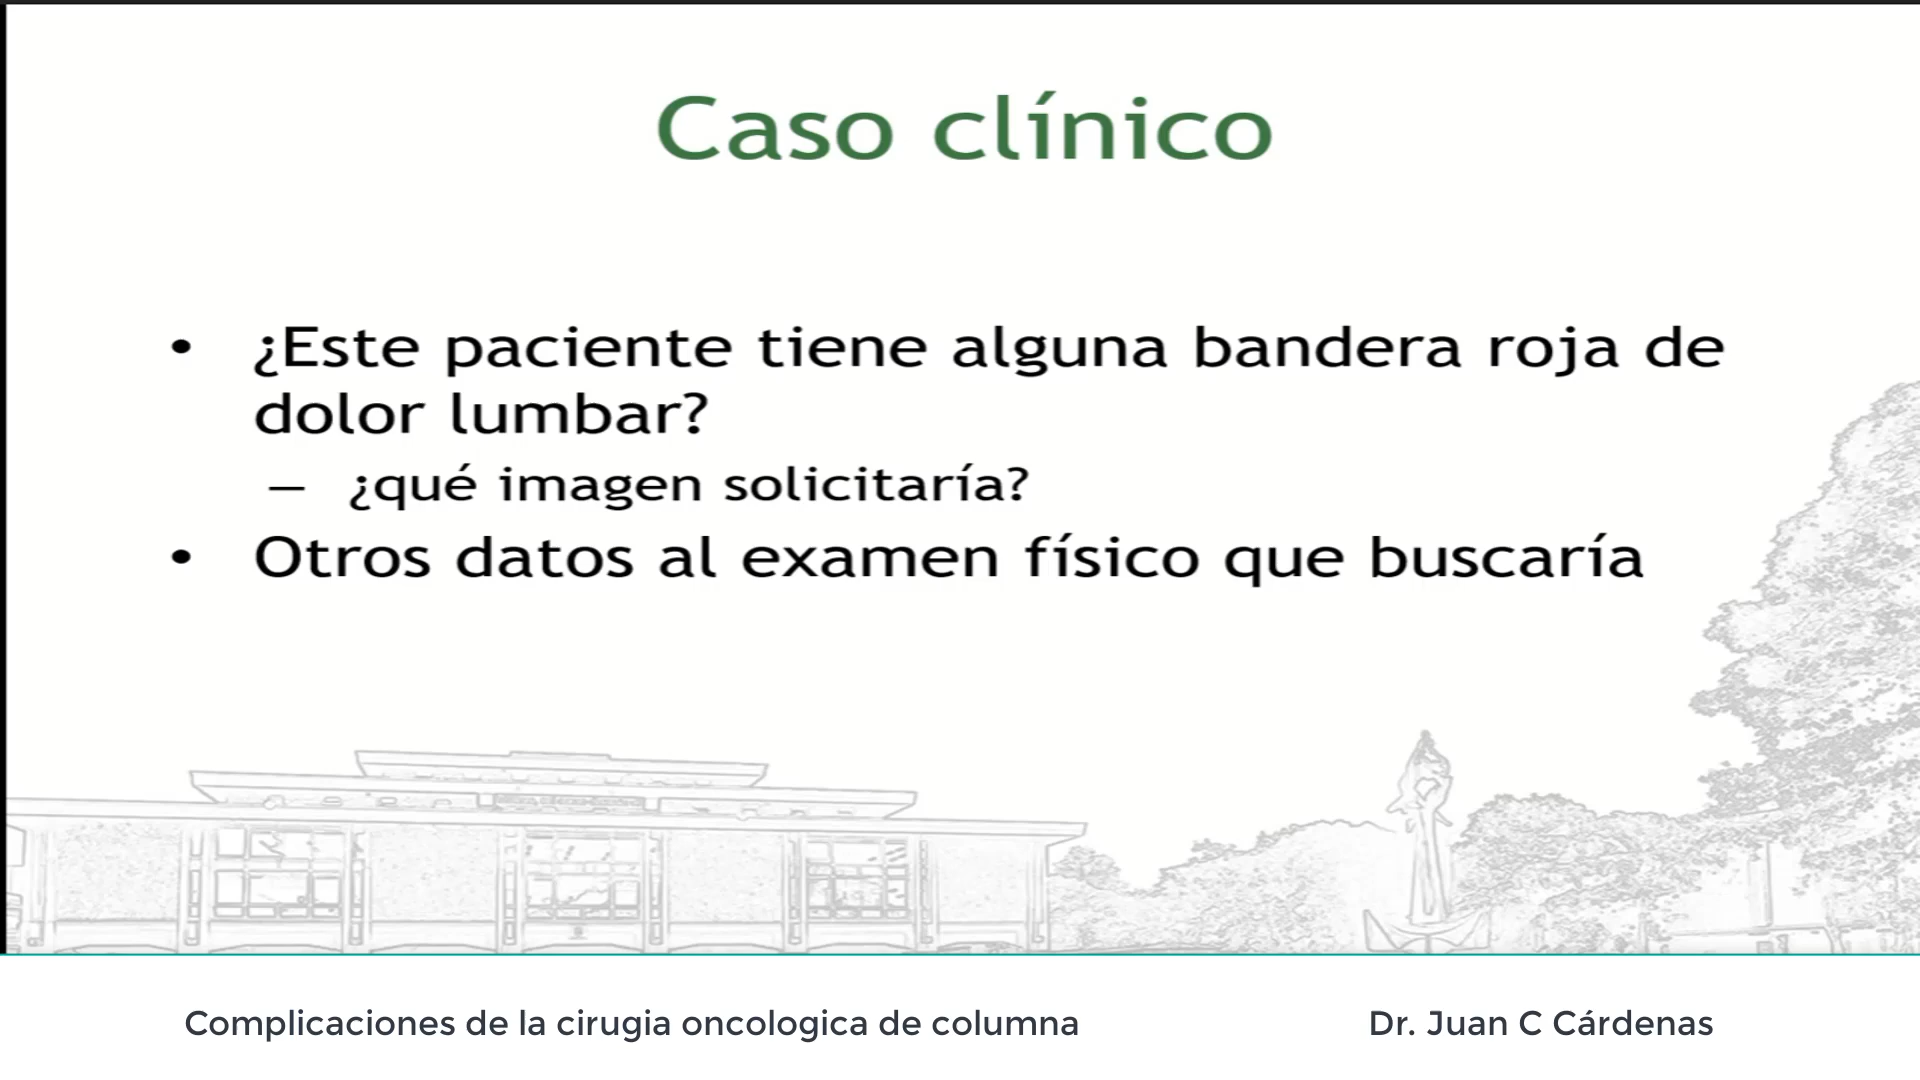 Caso clínico
• ¿Este paciente tiene alguna bandera roja de
dolor lumbar?
– ¿qué imagen solicitaría?
• Otros datos al examen físico que buscaría
Complicaciones de la cirugia oncologica de columna
Dr. Juan C Cárdenas